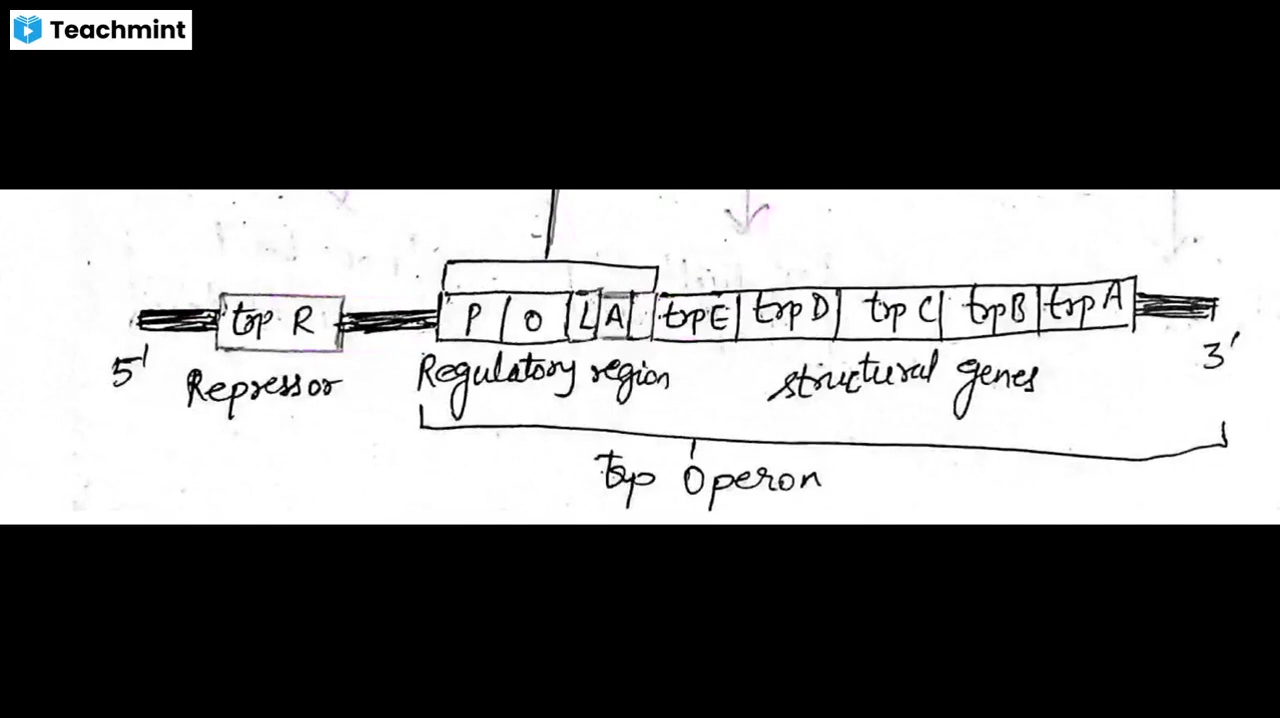 Teachmint
trp R P O L A trpE trp D trp C trpB trp A
5' 3'
Repressor Regulatory region structural genes
trp Operon